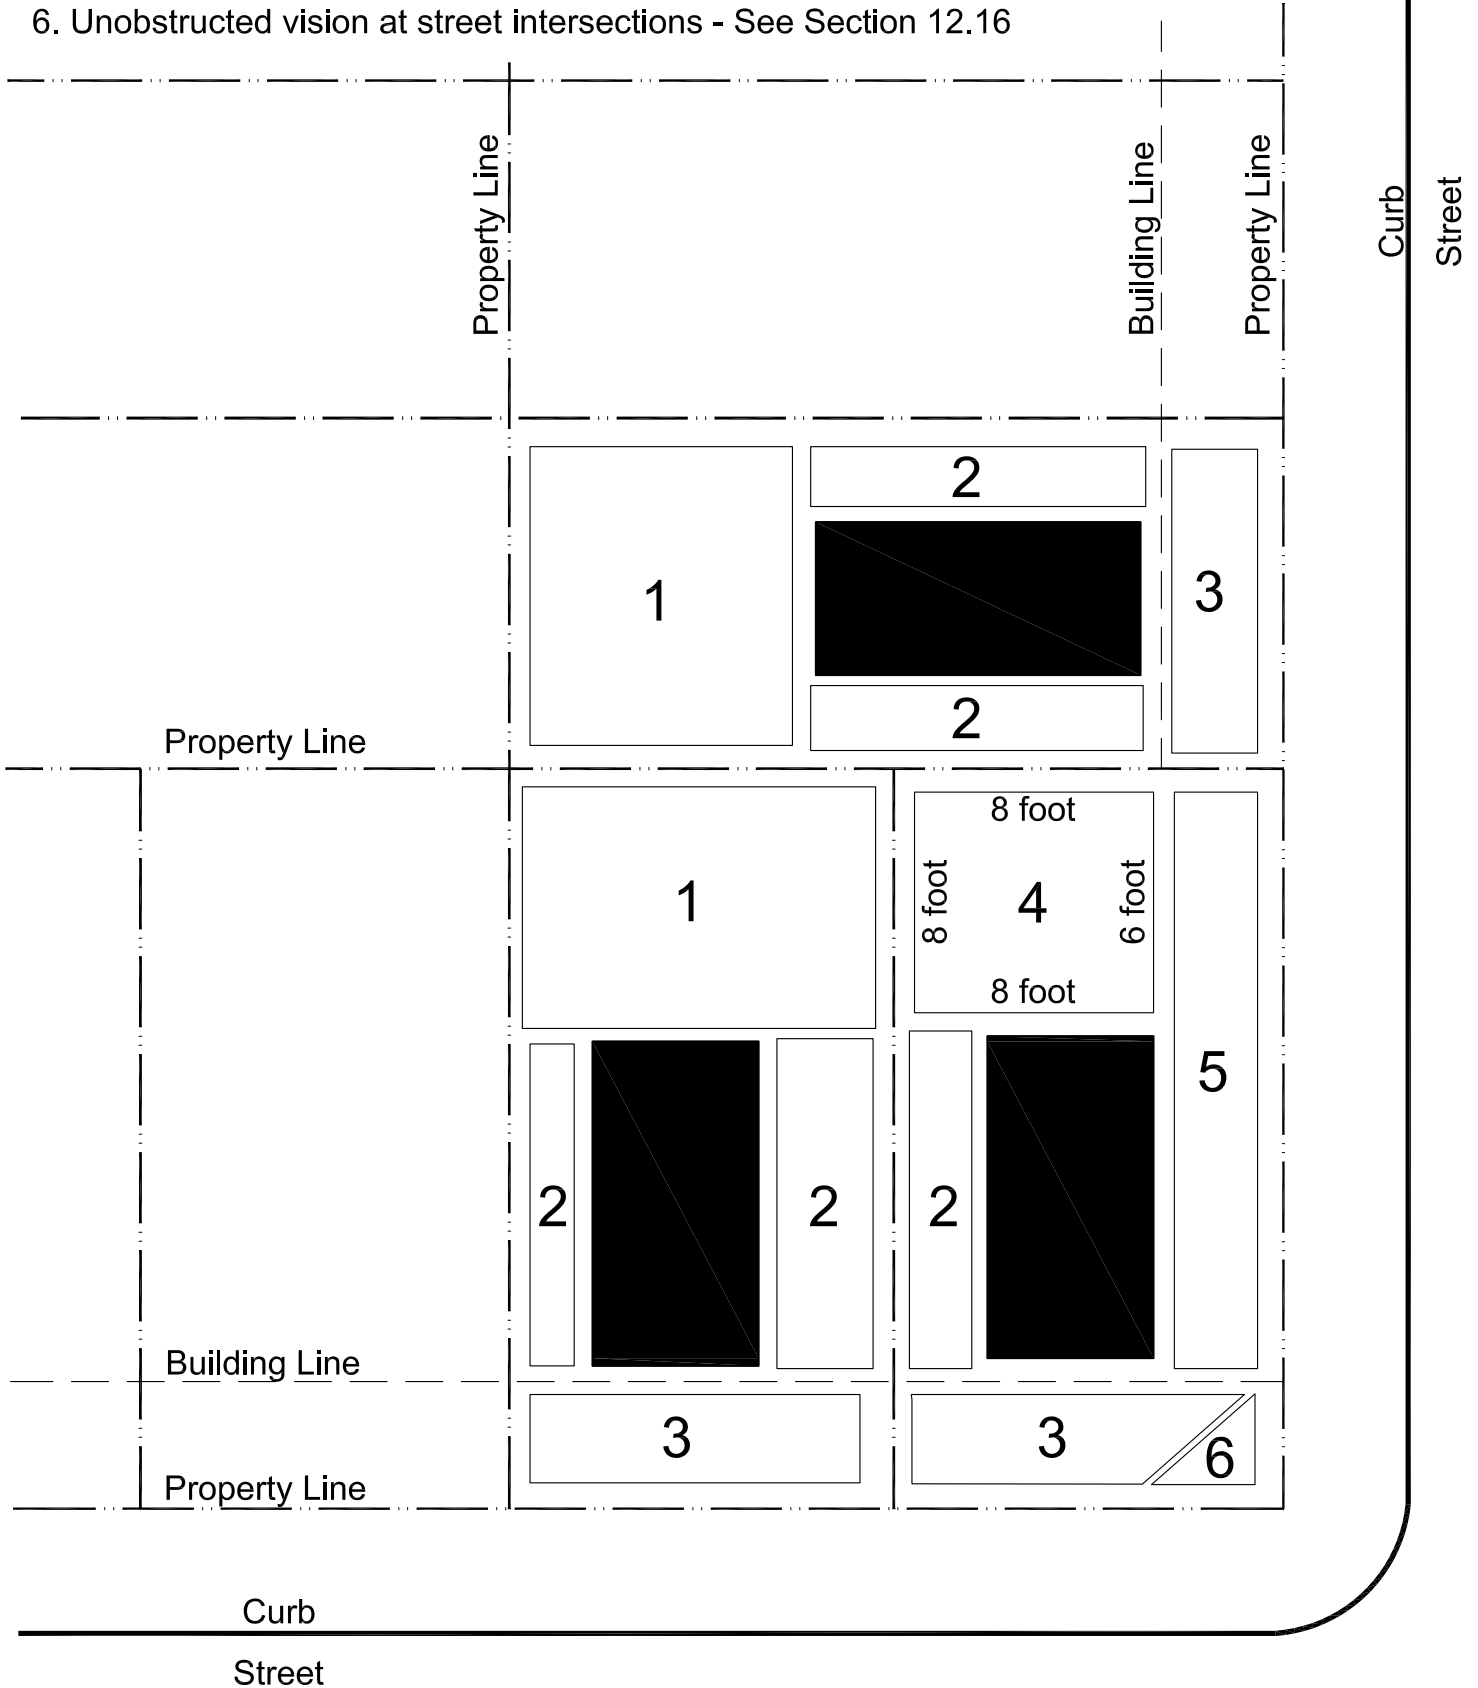 6. Unobstructed vision at street intersections - See Section 12.16
Property Line
Building Line
Property Line
Curb
Street
2
1
3
2
Property Line
8 foot
1
8 foot
4
6 foot
8 foot
5
2
2
2
Building Line
3
3
6
Property Line
Curb
Street